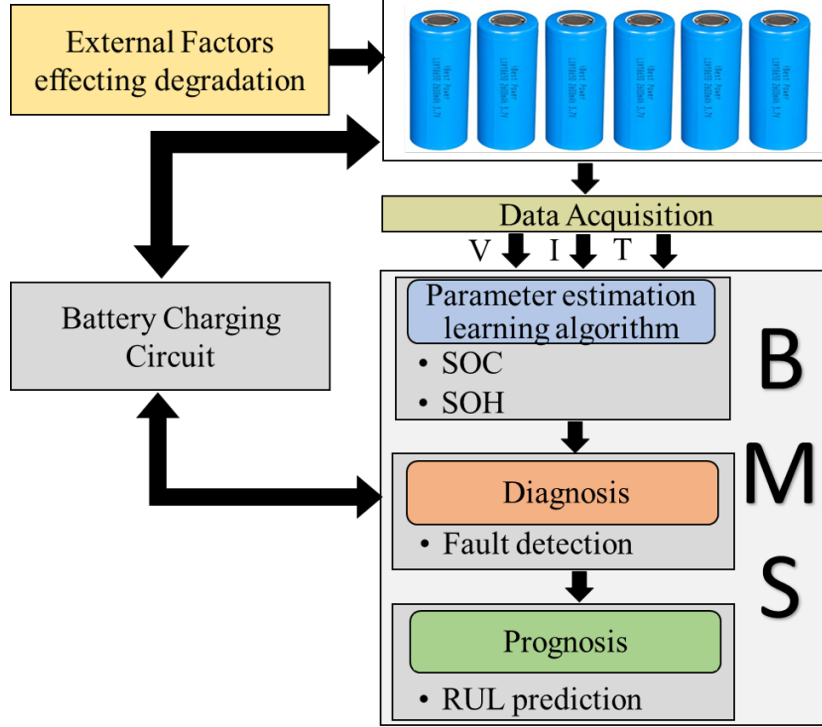 External Factors
effecting degradation
Data Acquisition
V I T
Battery Charging
Circuit
Parameter estimation
learning algorithm
• SOC
• SOH
Diagnosis
• Fault detection
Prognosis
• RUL prediction
B
M
S